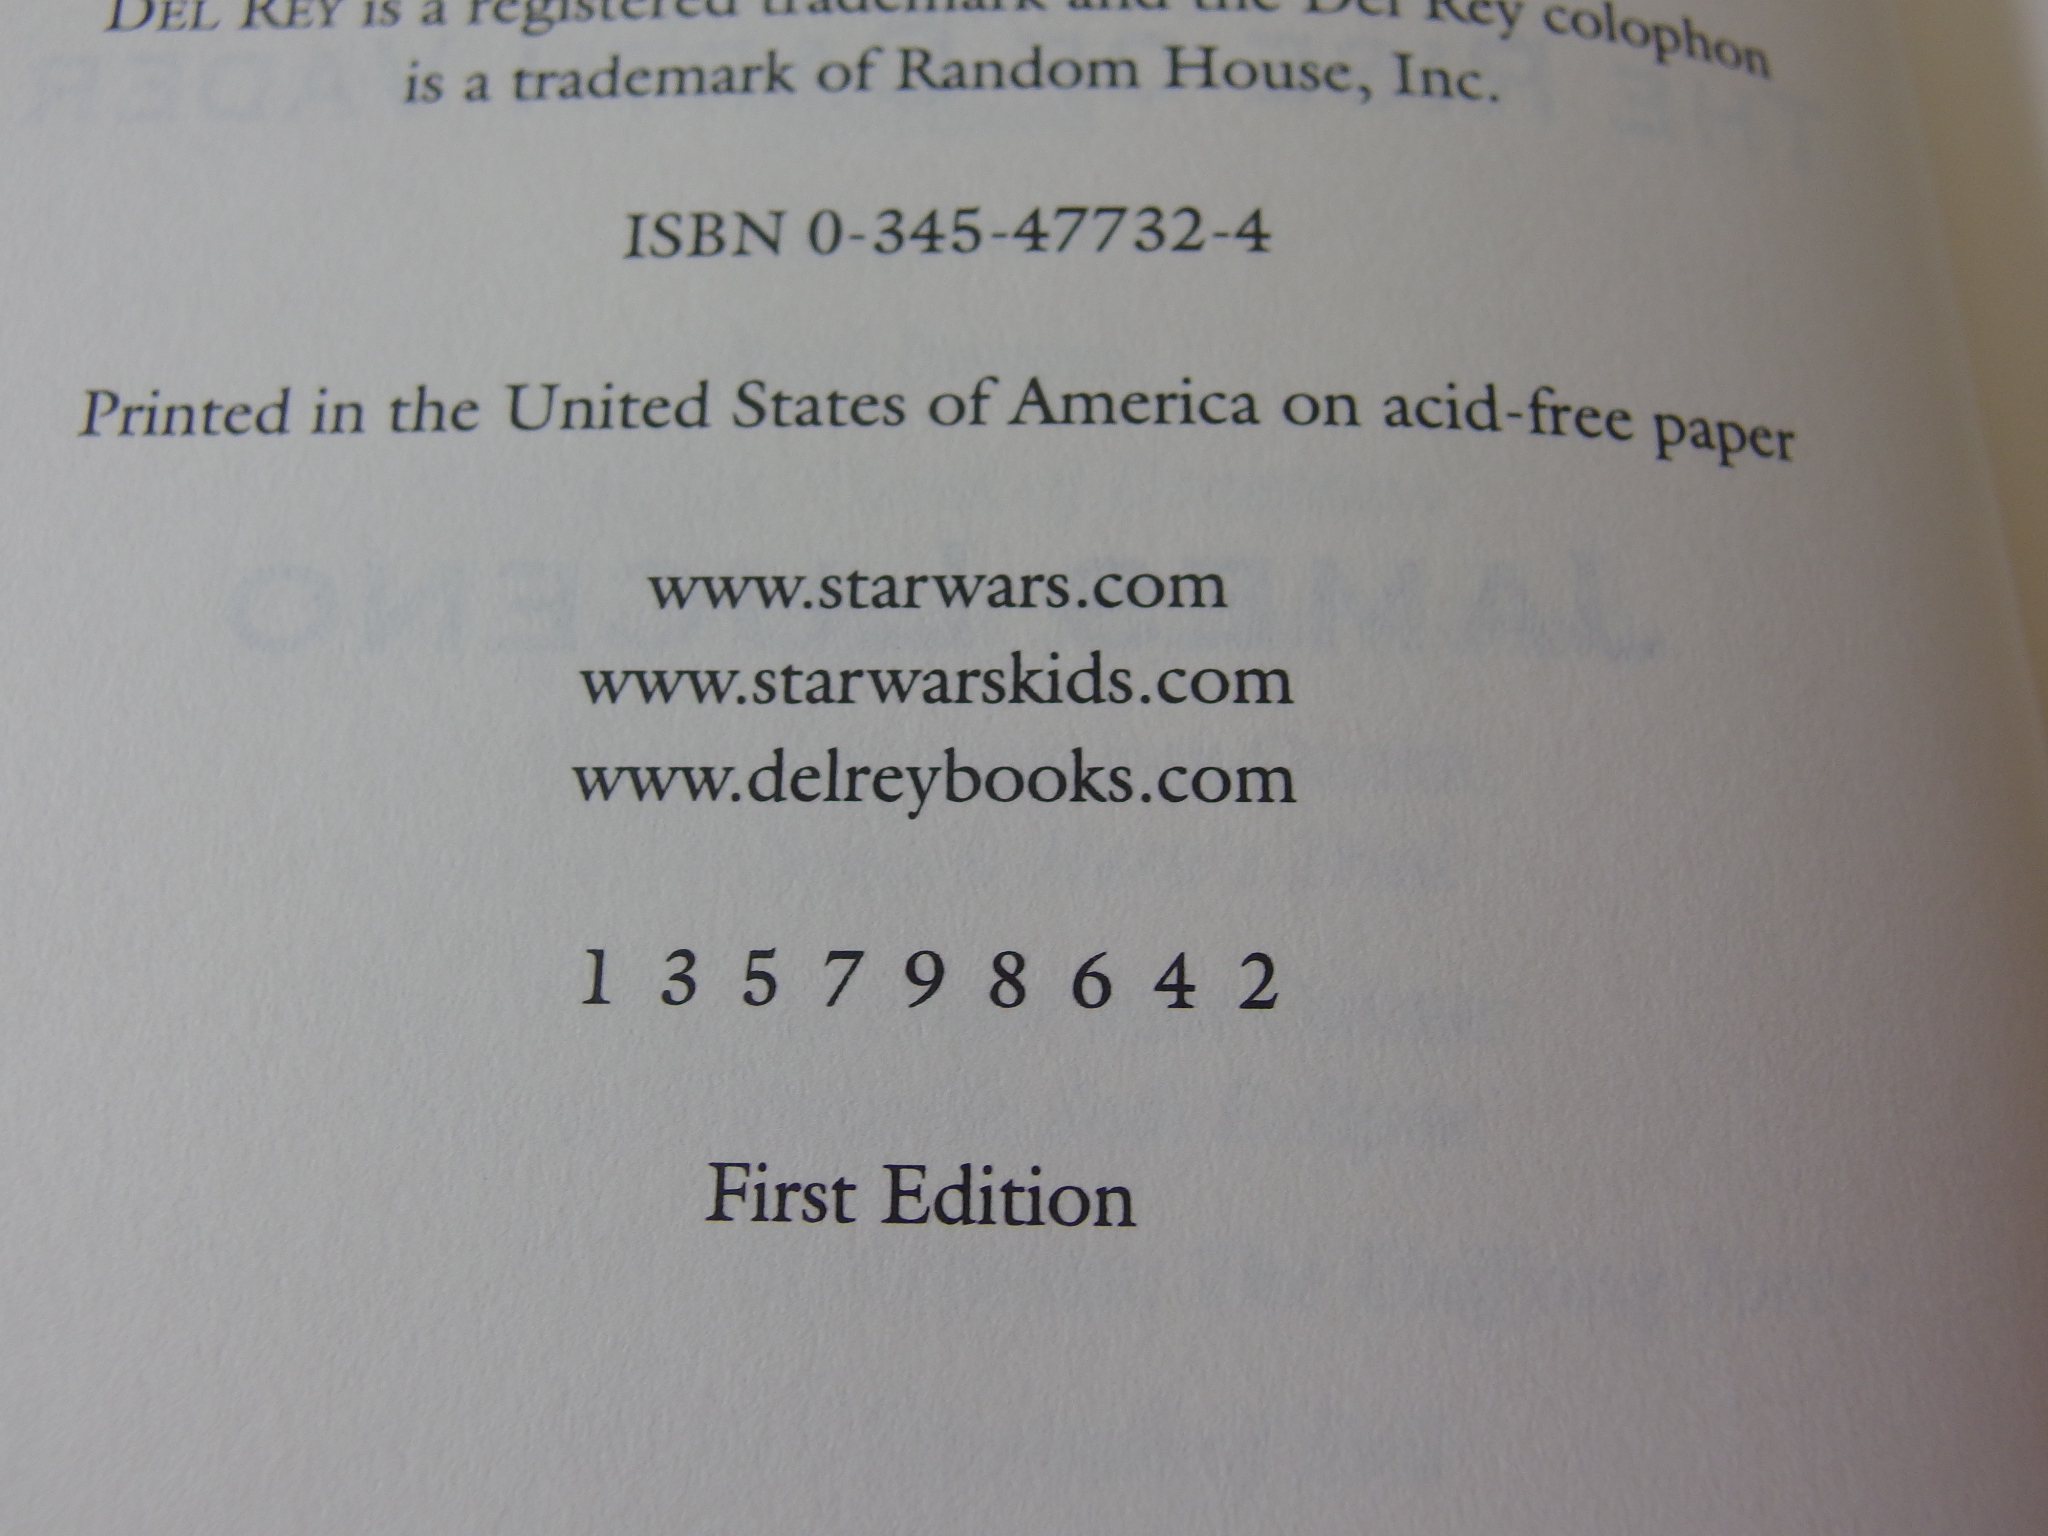 DEL REY is a registered trademark and the Del Rey colophon
is a trademark of Random House, Inc.
ISBN 0-345-47732-4
Printed in the United States of America on acid-free paper
www.starwars.com
www.starwarskids.com
www.delreybooks.com
1 3 5 7 9 8 6 4 2
First Edition